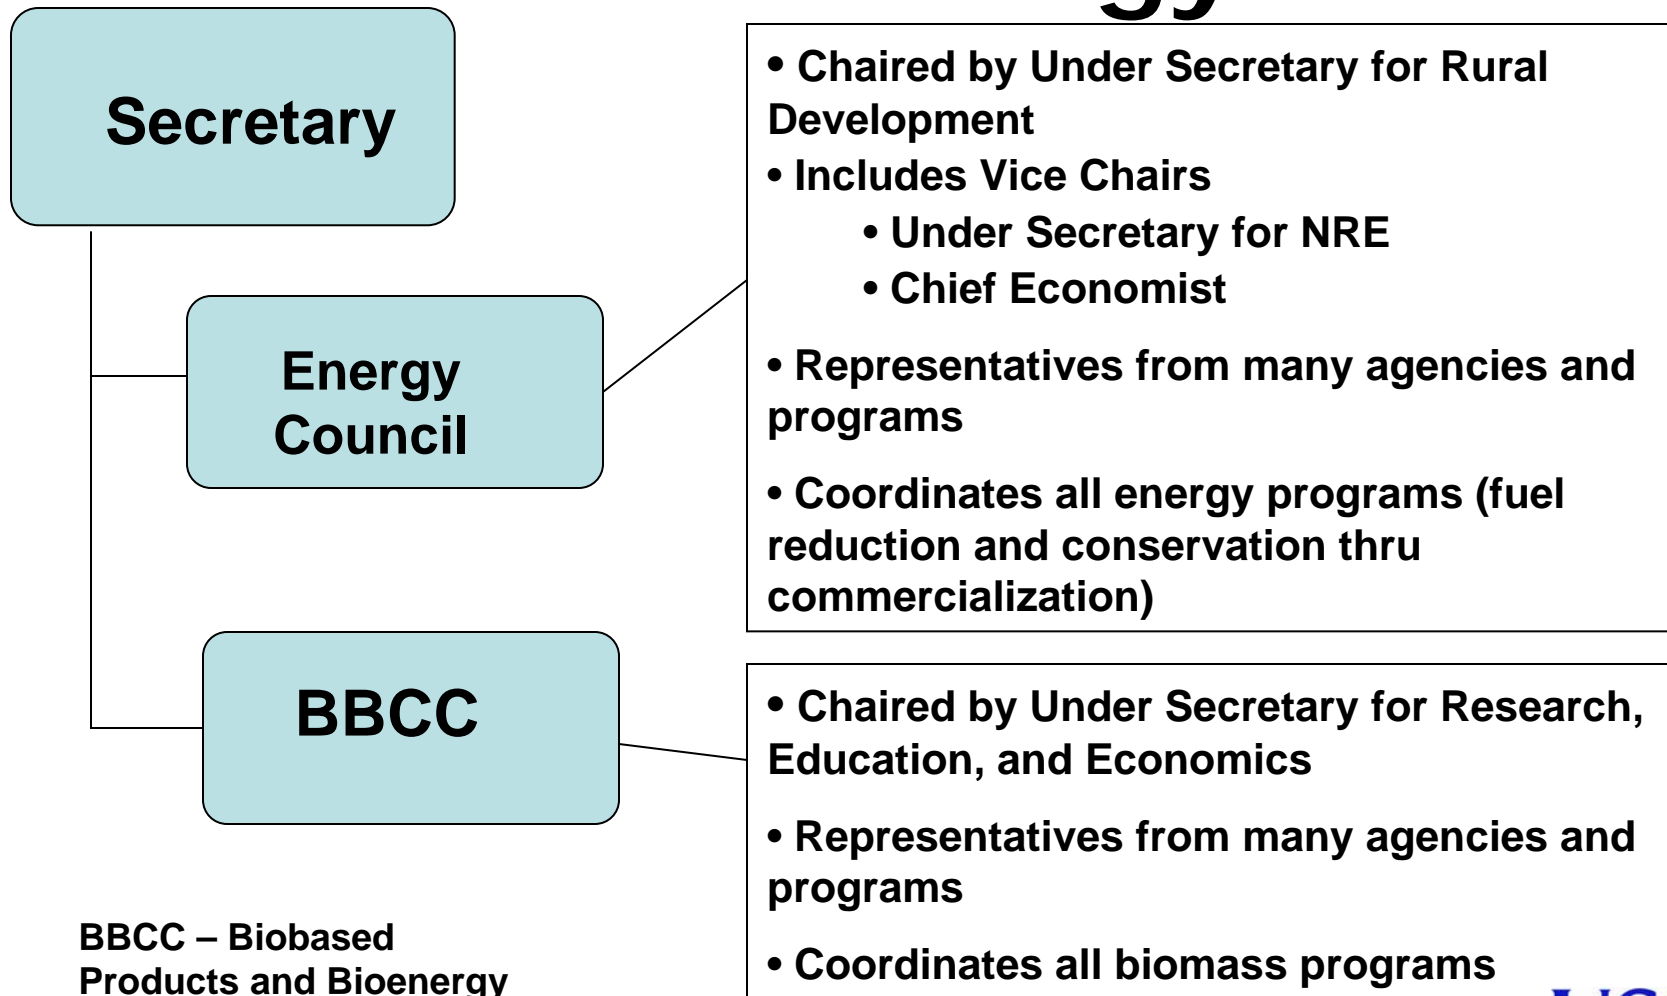 Secretary
• Chaired by Under Secretary for Rural
Development
• Includes Vice Chairs
• Under Secretary for NRE
• Chief Economist
Energy
Council
• Representatives from many agencies and
programs
• Coordinates all energy programs (fuel
reduction and conservation thru
commercialization)
BBCC
• Chaired by Under Secretary for Research,
Education, and Economics
• Representatives from many agencies and
programs
• Coordinates all biomass programs
BBCC – Biobased
Products and Bioenergy